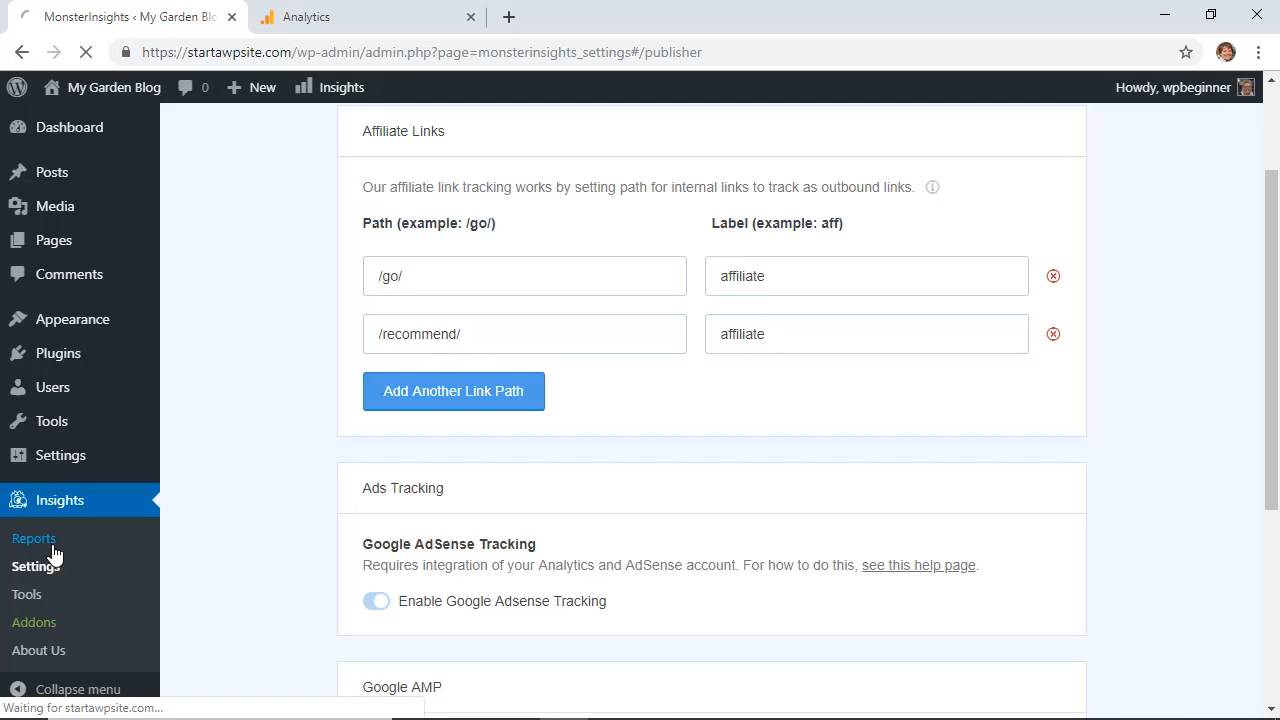 MonsterInsights ‹ My Garden Blo
Analytics
https://startawpsite.com/wp-admin/admin.php?page=monsterinsights_settings#/publisher
My Garden Blog
0
New
Insights
Howdy, wpbeginner
Dashboard
Posts
Media
Pages
Comments
Appearance
Plugins
Users
Tools
Settings
Insights
Reports
Settings
Tools
Addons
About Us
Collapse menu
Waiting for startawpsite.com...
Affiliate Links
Our affiliate link tracking works by setting path for internal links to track as outbound links.
Path (example: /go/)
Label (example: aff)
/go/
affiliate
/recommend/
affiliate
Add Another Link Path
Ads Tracking
Google AdSense Tracking
Requires integration of your Analytics and AdSense account. For how to do this, see this help page.
Enable Google Adsense Tracking
Google AMP